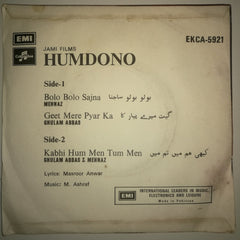 EMI
JAMI FILMS
EKCA-5921
HUMDONO
Side-1
Bolo Bolo Sajna بولو بولو ساجنا
MEHNAZ
Geet Mere Pyar Ka گیت میرے پیار کا
GHULAM ABBAS
Side-2
Kabhi Hum Men Tum Men کبھی ہم میں تم میں
GHULAM ABBAS & MEHNAZ
Lyrics: Masroor Anwar
Music: M. Ashraf
EMI
INTERNATIONAL LEADERS IN MUSIC,
ELECTRONICS AND LEISURE
Made in Pakistan